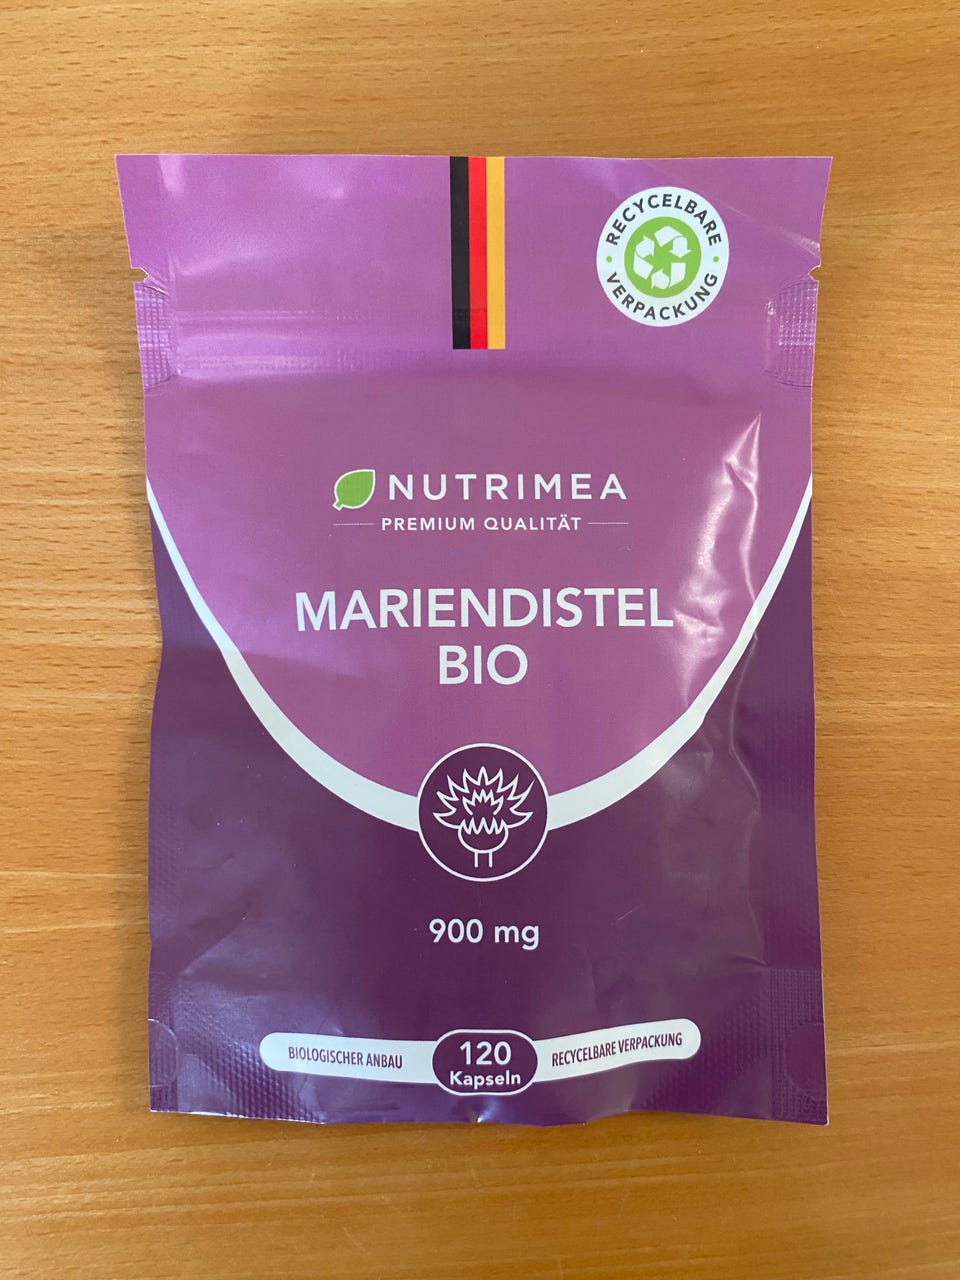 RECYCELBARE
VERPACKUNG
NUTRIMEA
PREMIUM QUALITÄT
MARIENDISTEL
BIO
900 mg
BIOLOGISCHER ANBAU
120
Kapseln
RECYCELBARE VERPACKUNG